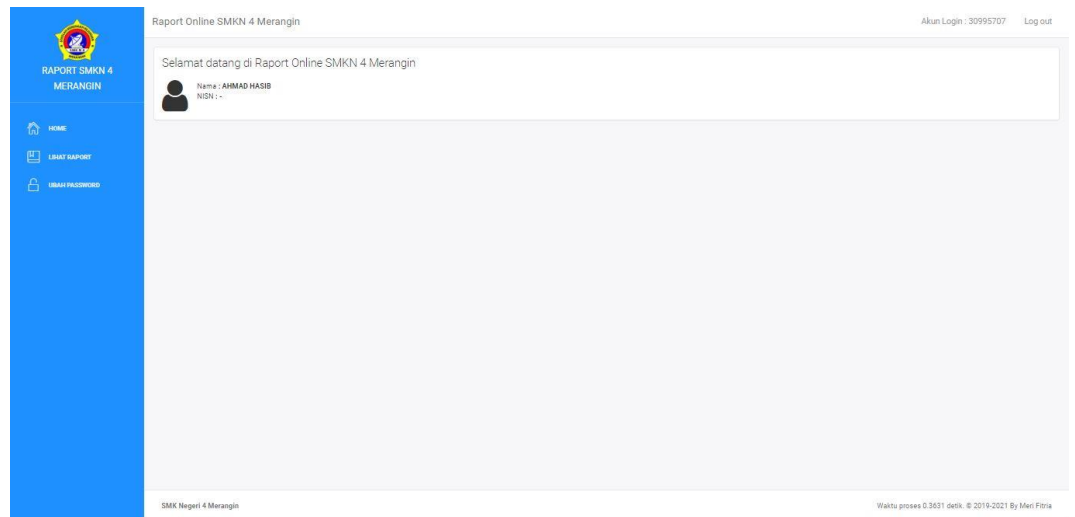 RAPORT SMKN 4
MERANGIN
HOME
LIHAT RAPORT
UBAH PASSWORD
Raport Online SMKN 4 Merangin
Akun Login : 30995707
Log out
Selamat datang di Raport Online SMKN 4 Merangin
Nama : AHMAD HASIB
NISN : -
SMK Negeri 4 Merangin
Waktu proses 0.3631 detik. © 2019-2021 By Meri Fitria